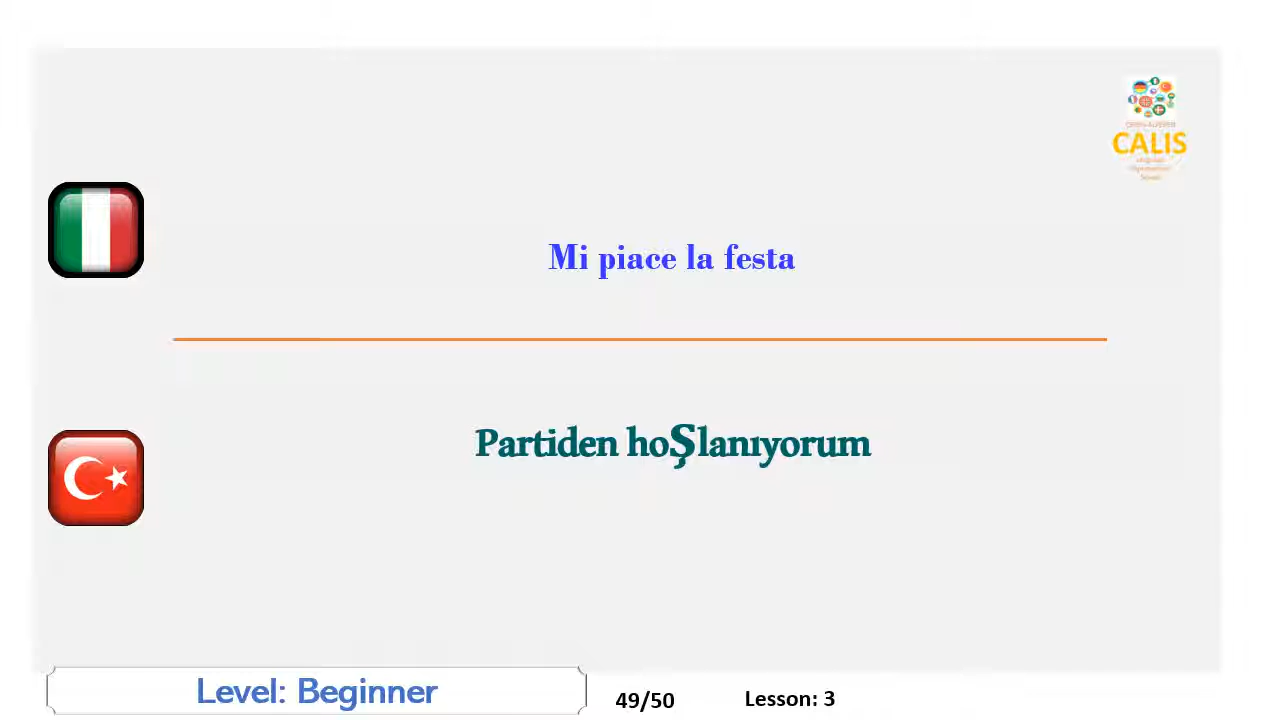 CALIS
Mi piace la festa
Partiden hoşlanıyorum
Level: Beginner
49/50
Lesson: 3